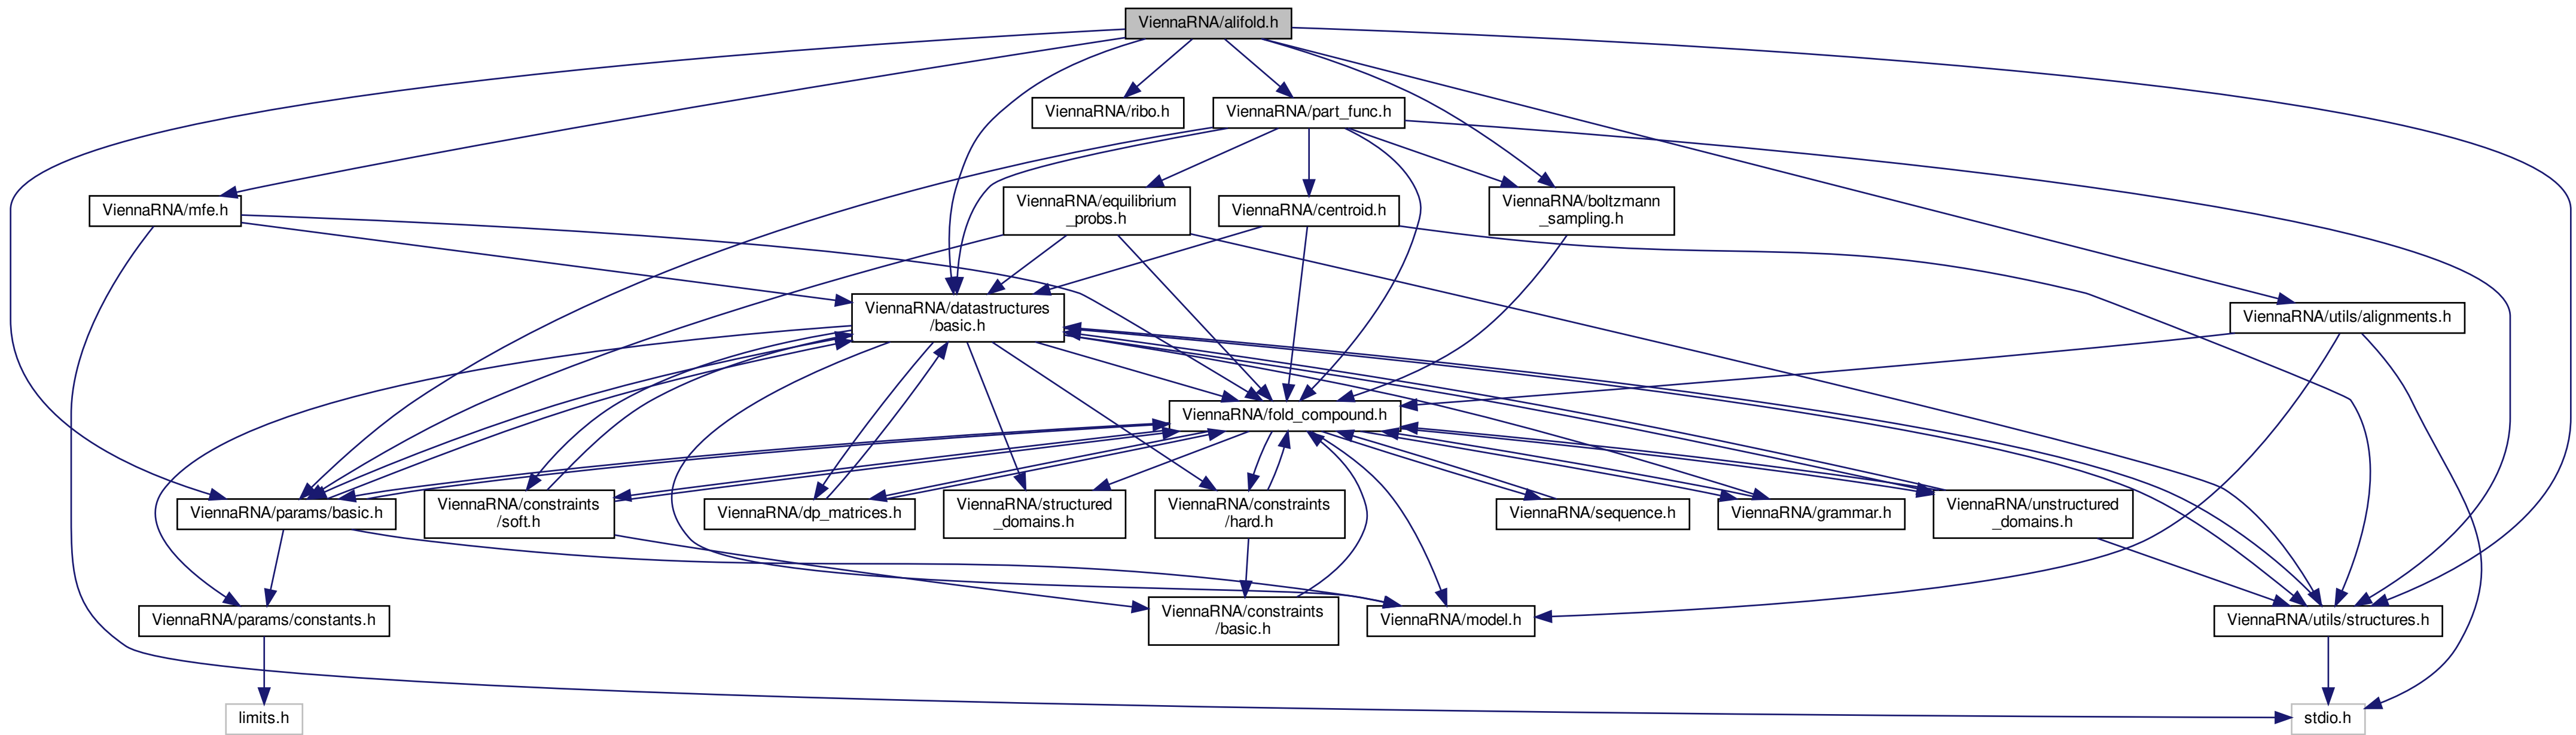 ViennaRNA/alifold.h
ViennaRNA/ribo.h
ViennaRNA/part_func.h
ViennaRNA/mfe.h
ViennaRNA/equilibrium
_probs.h
ViennaRNA/centroid.h
ViennaRNA/boltzmann
_sampling.h
ViennaRNA/datastructures
/basic.h
ViennaRNA/utils/alignments.h
ViennaRNA/fold_compound.h
ViennaRNA/params/basic.h
ViennaRNA/constraints
/soft.h
ViennaRNA/dp_matrices.h
ViennaRNA/structured
_domains.h
ViennaRNA/constraints
/hard.h
ViennaRNA/sequence.h
ViennaRNA/grammar.h
ViennaRNA/unstructured
_domains.h
ViennaRNA/params/constants.h
ViennaRNA/constraints
/basic.h
ViennaRNA/model.h
ViennaRNA/utils/structures.h
limits.h
stdio.h